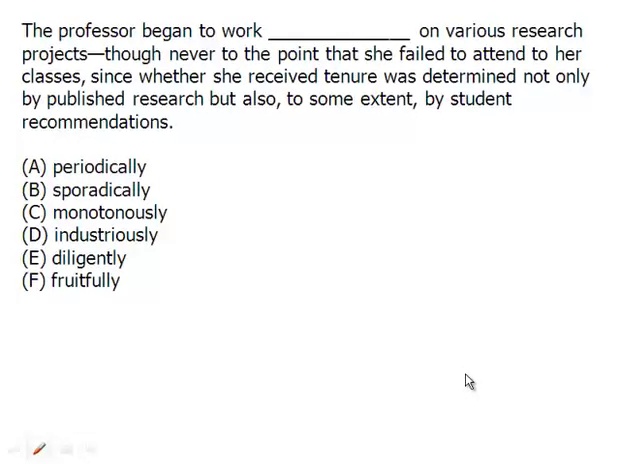 The professor began to work _______________ on various research
projects—though never to the point that she failed to attend to her
classes, since whether she received tenure was determined not only
by published research but also, to some extent, by student
recommendations.
(A) periodically
(B) sporadically
(C) monotonously
(D) industriously
(E) diligently
(F) fruitfully